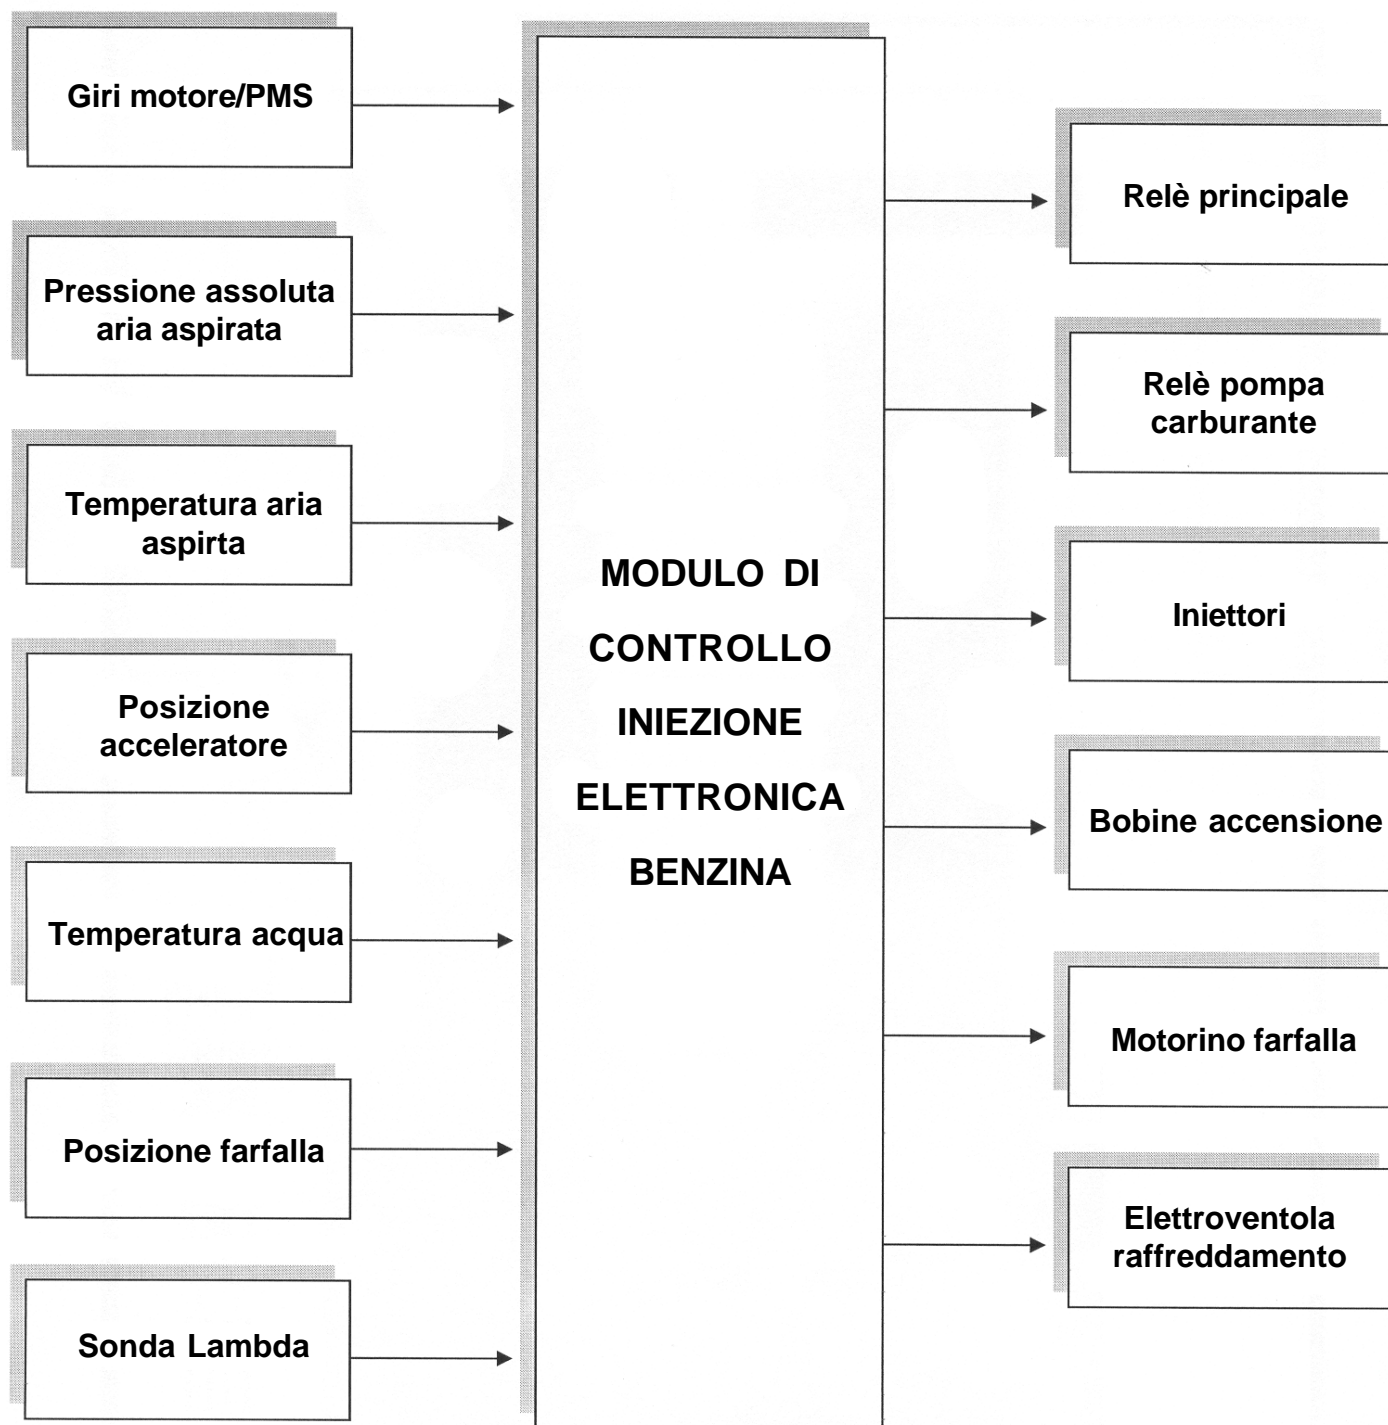 Giri motore/PMS
Pressione assoluta
aria aspirata
Temperatura aria
aspirta
Posizione
acceleratore
Temperatura acqua
Posizione farfalla
Sonda Lambda
MODULO DI
CONTROLLO
INIEZIONE
ELETTRONICA
BENZINA
Relè principale
Relè pompa
carburante
Iniettori
Bobine accensione
Motorino farfalla
Elettroventola
raffreddamento